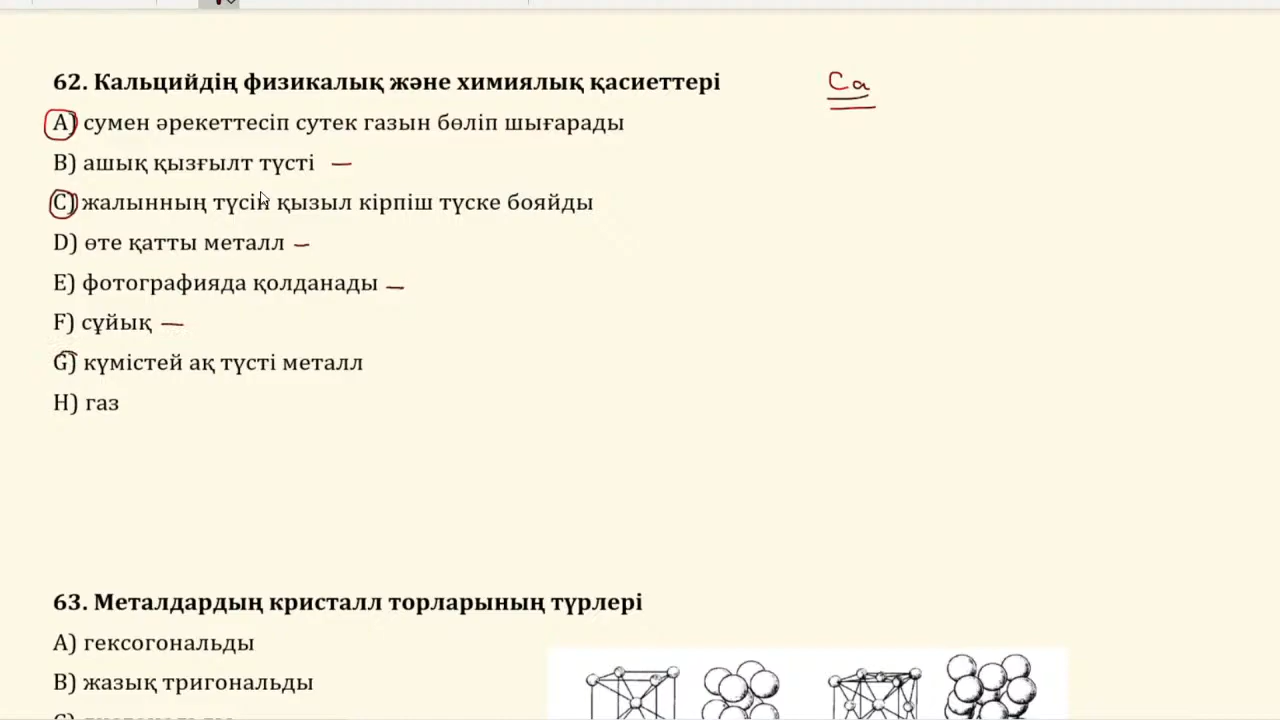 62. Кальцийдің физикалық және химиялық қасиеттері
Ca
A) сумен әрекеттесіп сутек газын бөліп шығарады
B) ашық қызғылт түсті
C) жалынның түсін қызыл кірпіш түске бояйды
D) өте қатты металл
E) фотографияда қолданады
F) сұйық
G) күмістей ақ түсті металл
H) газ
63. Металдардың кристалл торларының түрлері
A) гексогональды
B) жазық тригональды